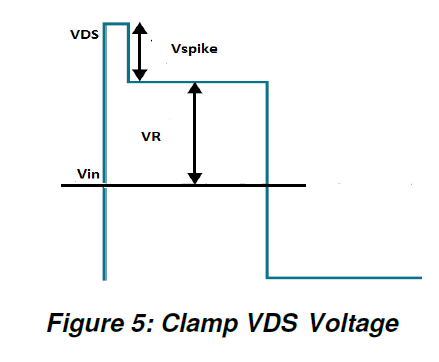 VDS
Vspike
VR
Vin
Figure 5: Clamp VDS Voltage